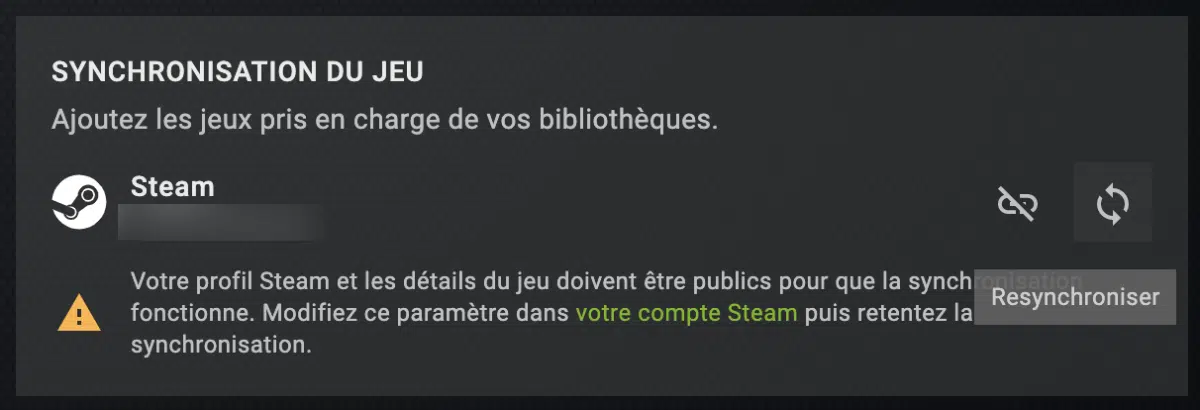 SYNCHRONISATION DU JEU
Ajoutez les jeux pris en charge de vos bibliothèques.
Steam
Votre profil Steam et les détails du jeu doivent être publics pour que la synchronisation
fonctionne. Modifiez ce paramètre dans votre compte Steam puis retentez la
synchronisation.
Resynchroniser